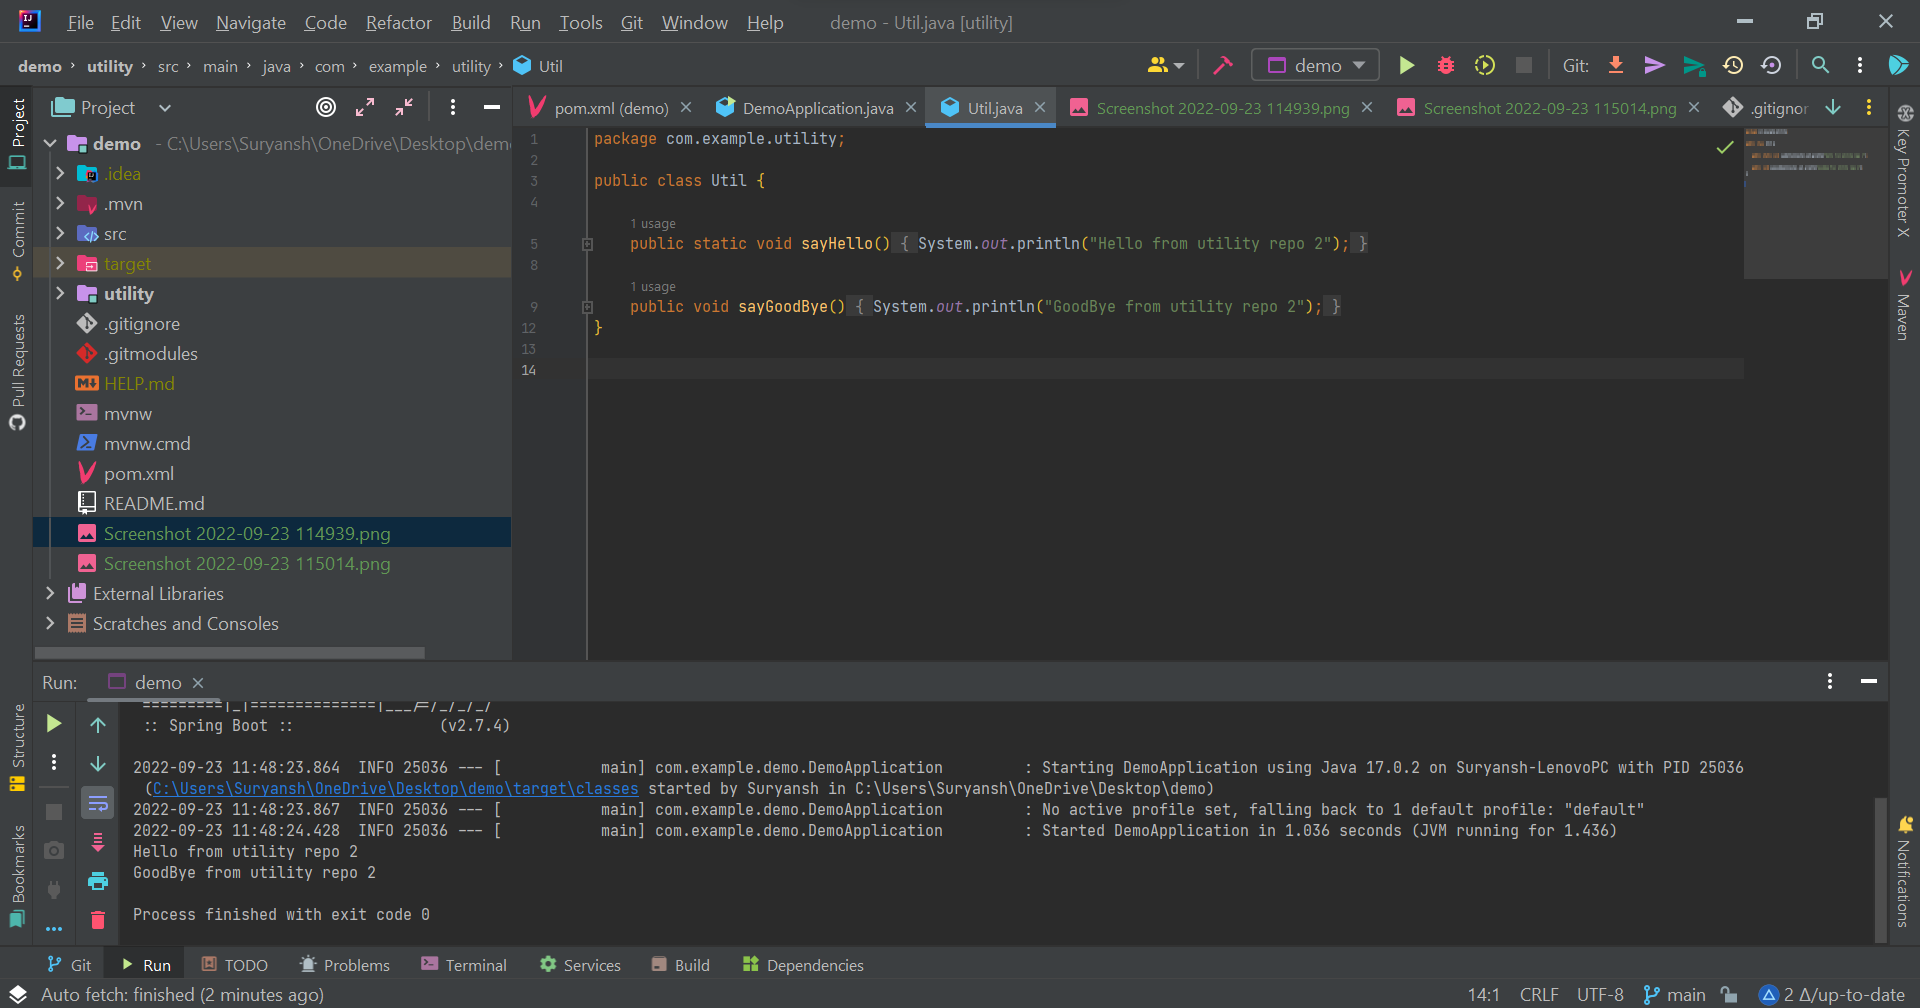 File Edit View Navigate Code Refactor Build Run Tools Git Window Help demo - Util.java [utility]
demo › utility › src › main › java › com › example › utility › Util
demo
Git:
Project
pom.xml (demo)
DemoApplication.java
Util.java
Screenshot 2022-09-23 114939.png
Screenshot 2022-09-23 115014.png
.gitignor
Project
Commit
Pull Requests
demo - C:\Users\Suryansh\OneDrive\Desktop\dem
.idea
.mvn
src
target
utility
.gitignore
.gitmodules
HELP.md
mvnw
mvnw.cmd
pom.xml
README.md
Screenshot 2022-09-23 114939.png
Screenshot 2022-09-23 115014.png
External Libraries
Scratches and Consoles
1 package com.example.utility;
2
3 public class Util {
4
1 usage
5 public static void sayHello() { System.out.println("Hello from utility repo 2"); }
8
1 usage
9 public void sayGoodBye() { System.out.println("GoodBye from utility repo 2"); }
12 }
13
14
Key Promoter X
Maven
Notifications
Run: demo
Structure
Bookmarks
=========|_|==============|___/=/_/_/_/
:: Spring Boot :: (v2.7.4)
2022-09-23 11:48:23.864 INFO 25036 --- [ main] com.example.demo.DemoApplication : Starting DemoApplication using Java 17.0.2 on Suryansh-LenovoPC with PID 25036
(C:\Users\Suryansh\OneDrive\Desktop\demo\target\classes started by Suryansh in C:\Users\Suryansh\OneDrive\Desktop\demo)
2022-09-23 11:48:23.867 INFO 25036 --- [ main] com.example.demo.DemoApplication : No active profile set, falling back to 1 default profile: "default"
2022-09-23 11:48:24.428 INFO 25036 --- [ main] com.example.demo.DemoApplication : Started DemoApplication in 1.036 seconds (JVM running for 1.436)
Hello from utility repo 2
GoodBye from utility repo 2
Process finished with exit code 0
Git Run TODO Problems Terminal Services Build Dependencies
Auto fetch: finished (2 minutes ago) 14:1 CRLF UTF-8 main 2 Δ/up-to-date